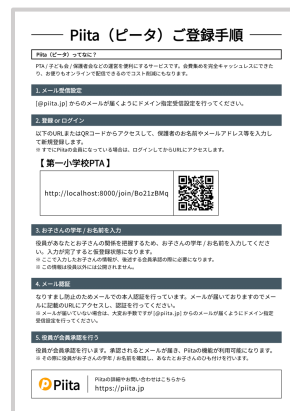 Piita（ピータ）ご登録手順
Piita（ピータ）ってなに？
PTA / 子ども会 / 保護者会などの運営を便利にするサービスです。会費集めを完全キャッシュレスにできた
り、お便りもオンラインで配信できるのでコスト削減にもなります。
1. メール受信設定
[@piita.jp] からのメールが届くようにドメイン指定受信設定を行ってください。
2. 登録 or ログイン
以下のURLまたはQRコードからアクセスして、保護者のお名前やメールアドレス等を入力し
て新規登録します。
※ すでにPiitaの会員になっている場合は、ログインしてからURLにアクセスします。
【 第一小学校PTA 】
http://localhost:8000/join/Bo21zBMq
3. お子さんの学年 / お名前を入力
役員があなたとお子さんの関係を把握するため、お子さんの学年 / お名前を入力してくださ
い。入力が完了すると仮登録状態になります。
※ ここで入力したお子さんの情報が、後述する会員承認の際に必要になります。
※ この情報は役員以外には公開されません。
4. メール認証
なりすまし防止のためメールでの本人認証を行っています。メールが届いておりますのでメー
ルに記載のURLにアクセスし、認証を行ってください。
※ メールが届いていない場合は、大変お手数ですが [@piita.jp] からのメールが届くようにドメイン指定
受信設定を行ってください。
5. 役員が会員承認を行う
役員が会員承認を行います。承認されるとメールが届き、Piitaの機能が利用可能になります。
※ その際に役員がお子さんの学年 / お名前を確認し、あなたとお子さんのひも付けを行います。
Piita
Piitaの詳細やお問い合わせはこちらから
https://piita.jp